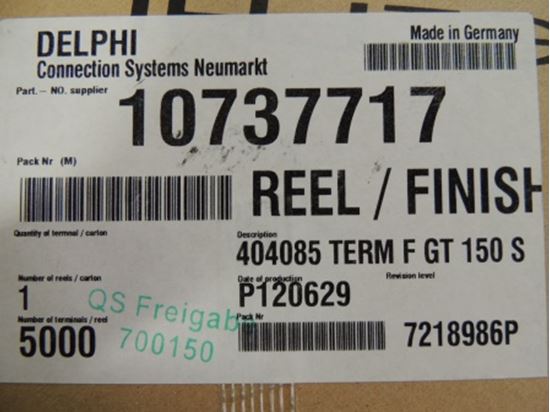 DELPHI
Made in Germany
Connection Systems Neumarkt
Part. – NO. supplier
10737717
Pack Nr (M)
REEL / FINISH
Quantity of terminal / carton
Description
404085 TERM F GT 150 S
Number of reels / carton
Date of production
Revision level
1
P120629
QS Freigabe
Number of terminals / reel
Pack Nr
5000
700150
7218986P